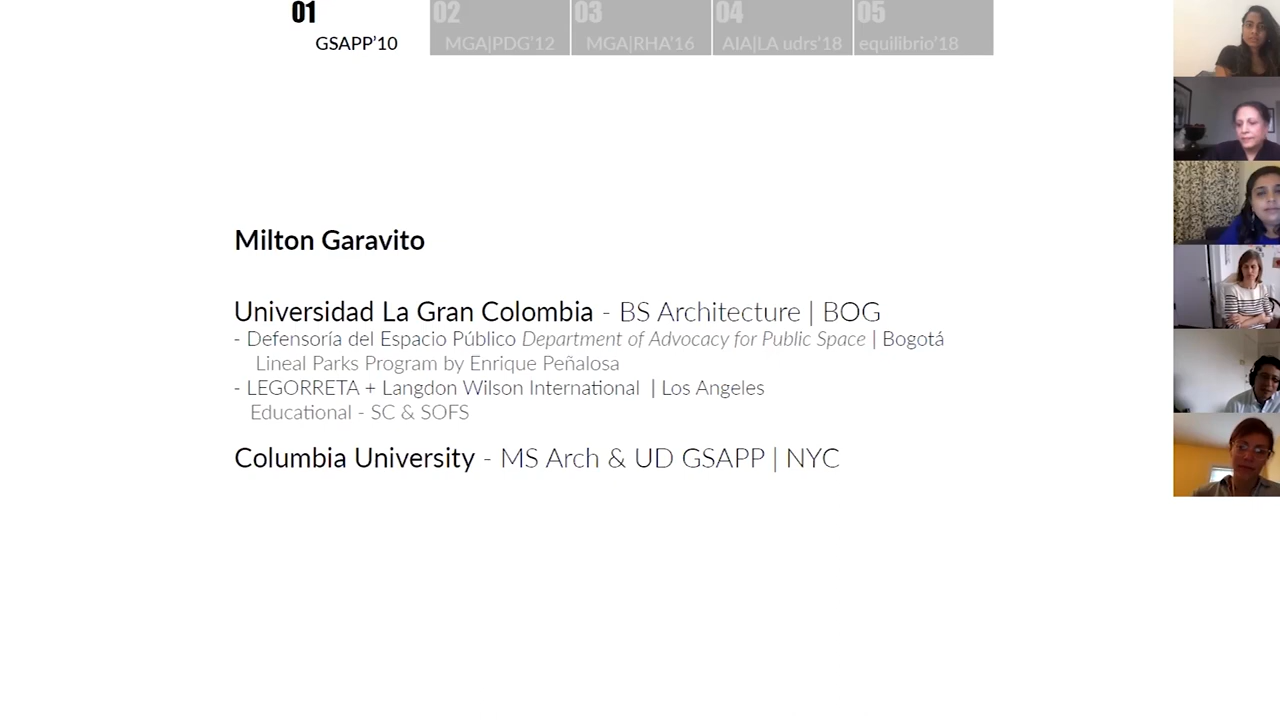 01 02 03 04 05
GSAPP'10 MGA|PDG'12 MGA|RHA'16 AIA|LA udrs'18 equilibrio'18
Milton Garavito
Universidad La Gran Colombia - BS Architecture | BOG
- Defensoría del Espacio Público Department of Advocacy for Public Space | Bogotá
Lineal Parks Program by Enrique Peñalosa
- LEGORRETA + Langdon Wilson International | Los Angeles
Educational - SC & SOFS
Columbia University - MS Arch & UD GSAPP | NYC